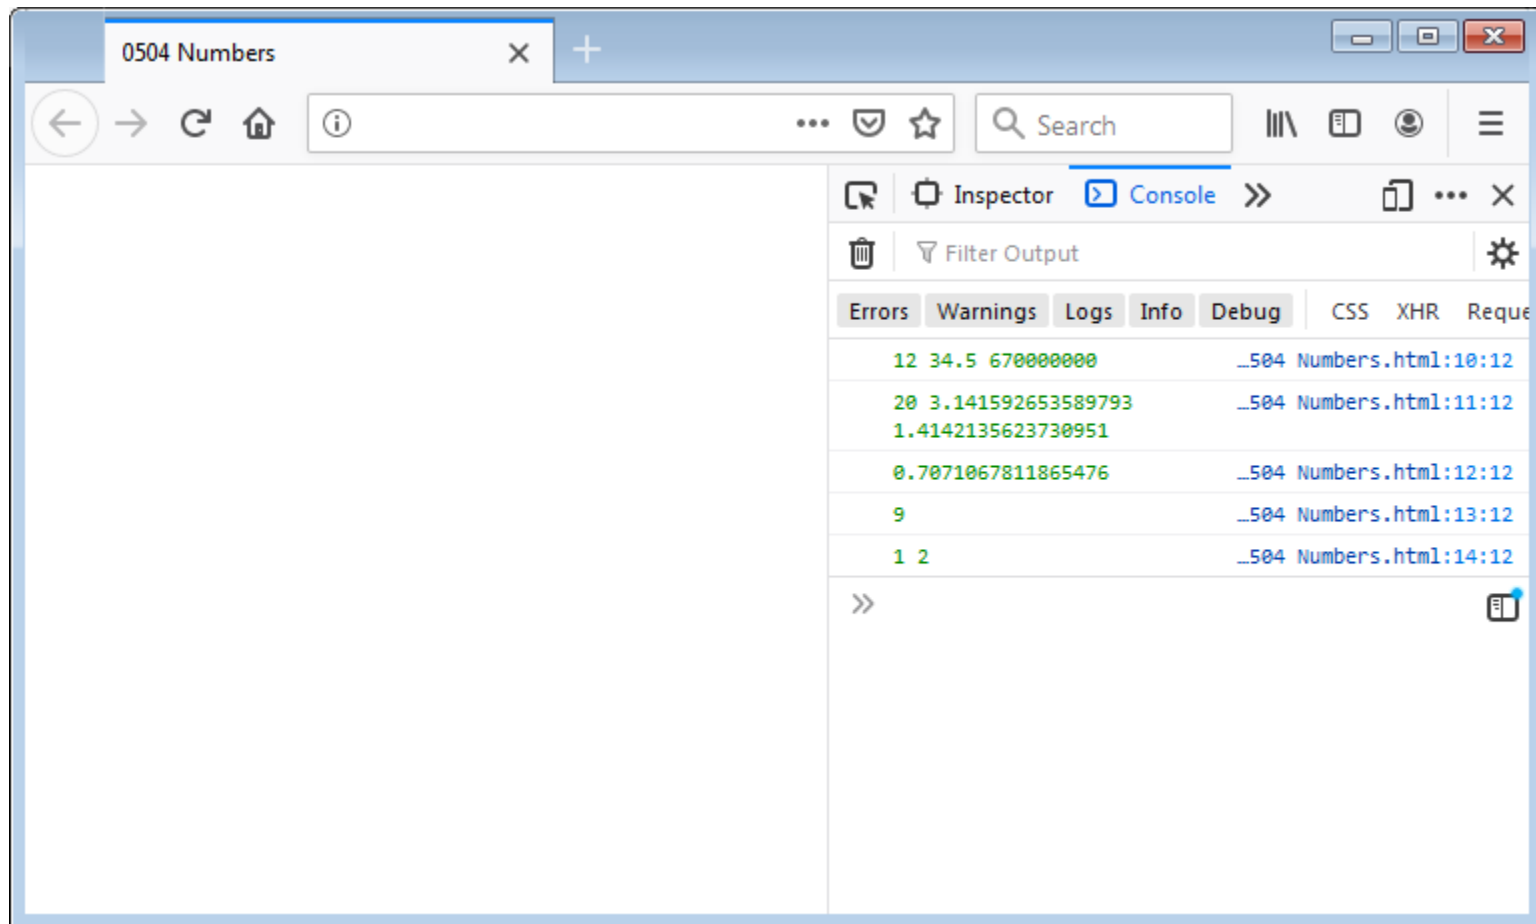 0504 Numbers
Search
Inspector Console
Filter Output
Errors Warnings Logs Info Debug CSS XHR Reque
12 34.5 670000000 …504 Numbers.html:10:12
20 3.141592653589793 …504 Numbers.html:11:12
1.4142135623730951
0.7071067811865476 …504 Numbers.html:12:12
9 …504 Numbers.html:13:12
1 2 …504 Numbers.html:14:12